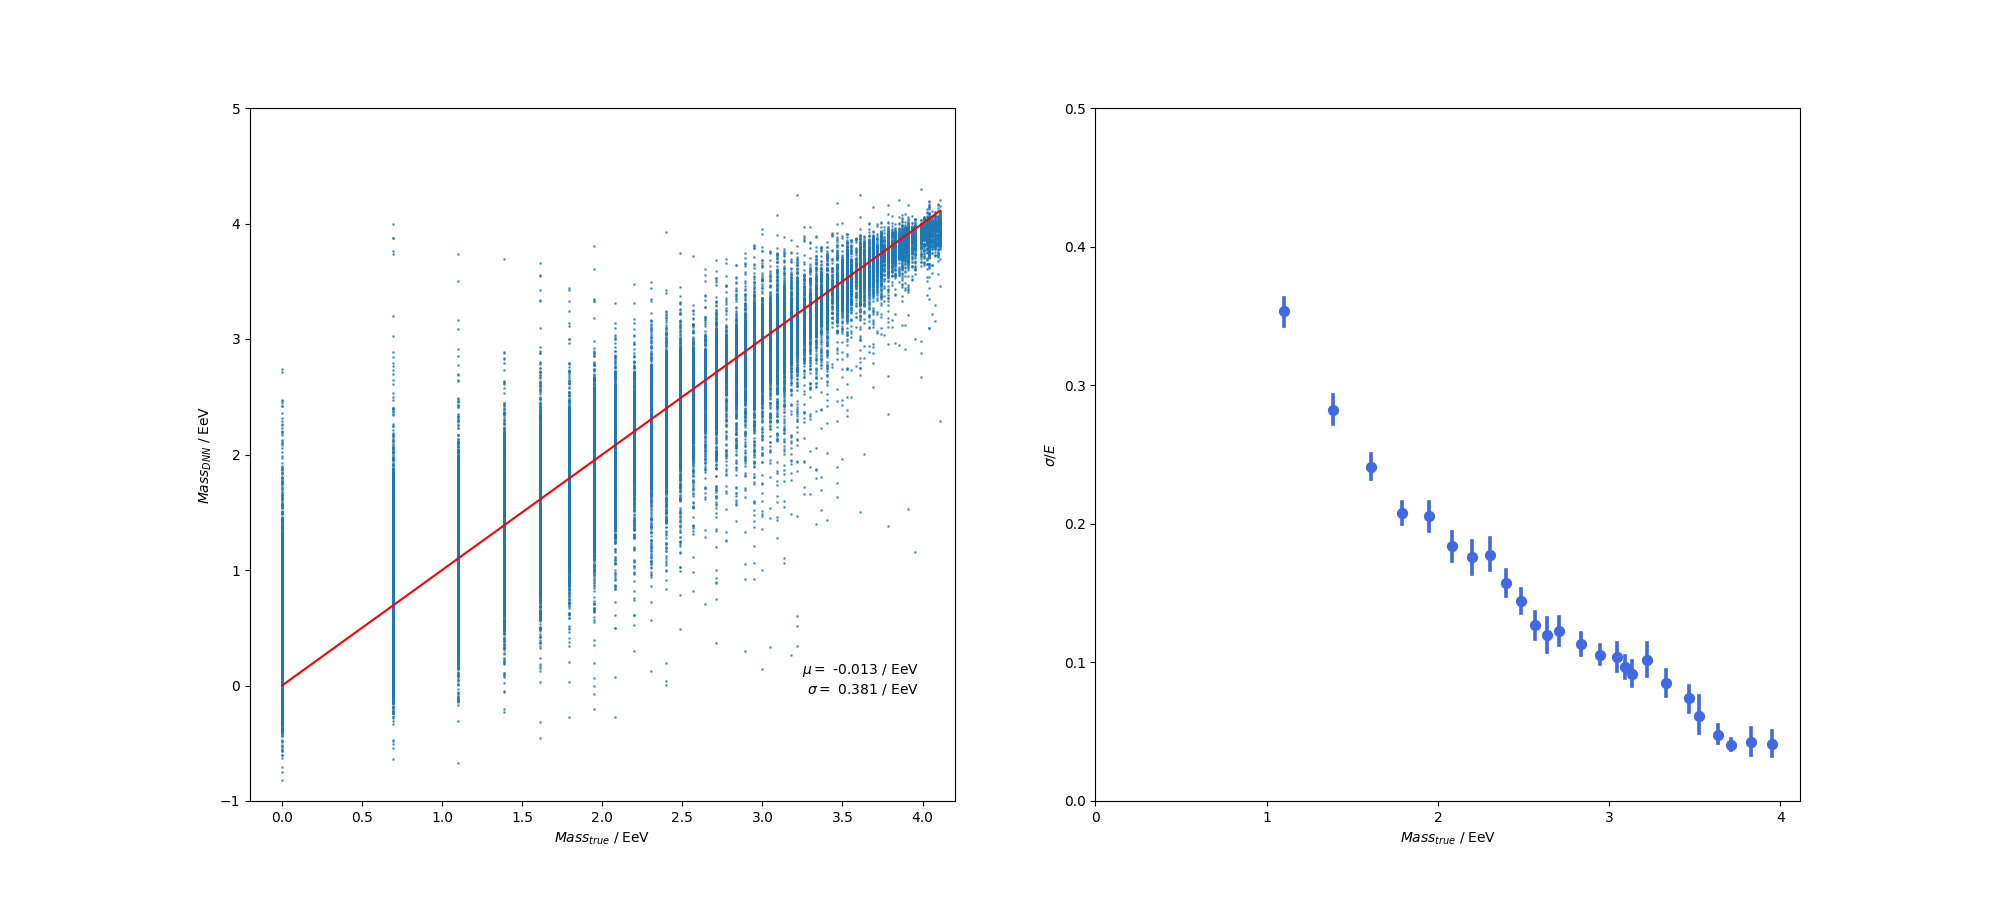 5
4
3
2
1
0
−1
0.0 0.5 1.0 1.5 2.0 2.5 3.0 3.5 4.0
Mass_DNN / EeV
Mass_true / EeV
μ = -0.013 / EeV
σ = 0.381 / EeV
0.5
0.4
0.3
0.2
0.1
0.0
0 1 2 3 4
σ/E
Mass_true / EeV